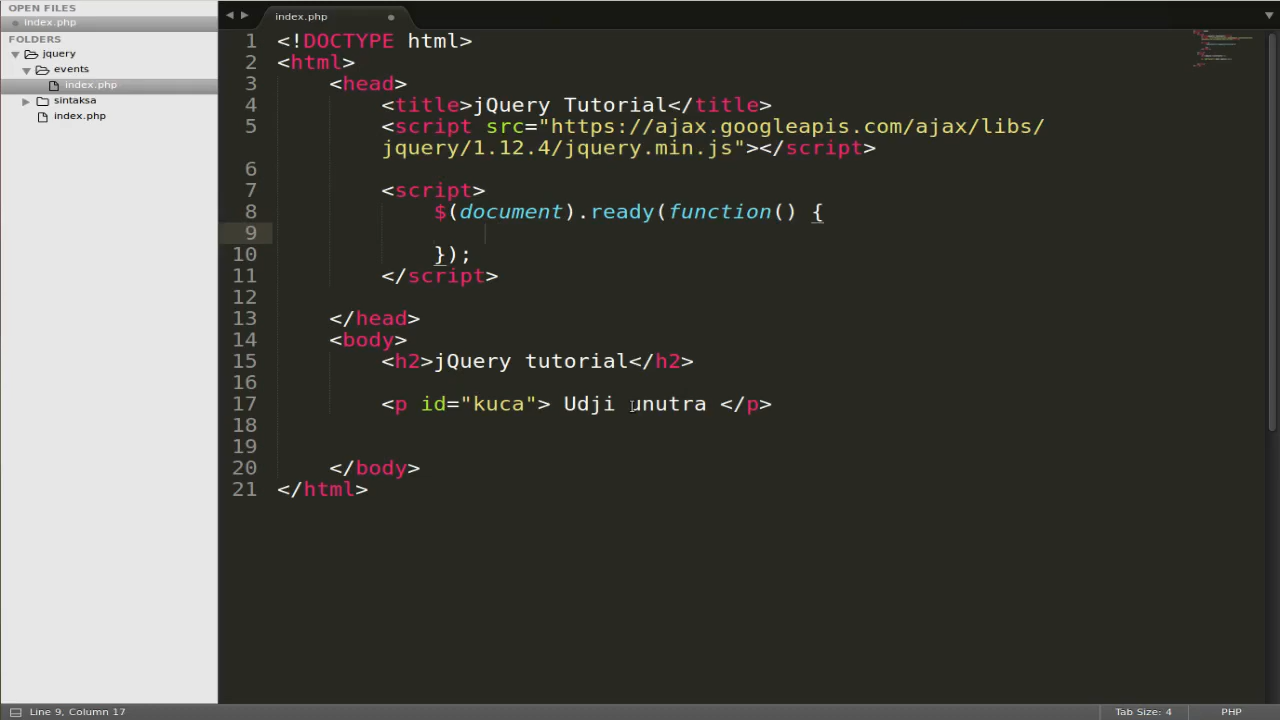 OPEN FILES
index.php
FOLDERS
jquery
events
index.php
sintaksa
index.php
index.php
1 <!DOCTYPE html>
2 <html>
3 <head>
4 <title>jQuery Tutorial</title>
5 <script src="https://ajax.googleapis.com/ajax/libs/
jquery/1.12.4/jquery.min.js"></script>
6
7 <script>
8 $(document).ready(function() {
9
10 });
11 </script>
12
13 </head>
14 <body>
15 <h2>jQuery tutorial</h2>
16
17 <p id="kuca"> Udji unutra </p>
18
19
20 </body>
21 </html>
Line 9, Column 17
Tab Size: 4
PHP